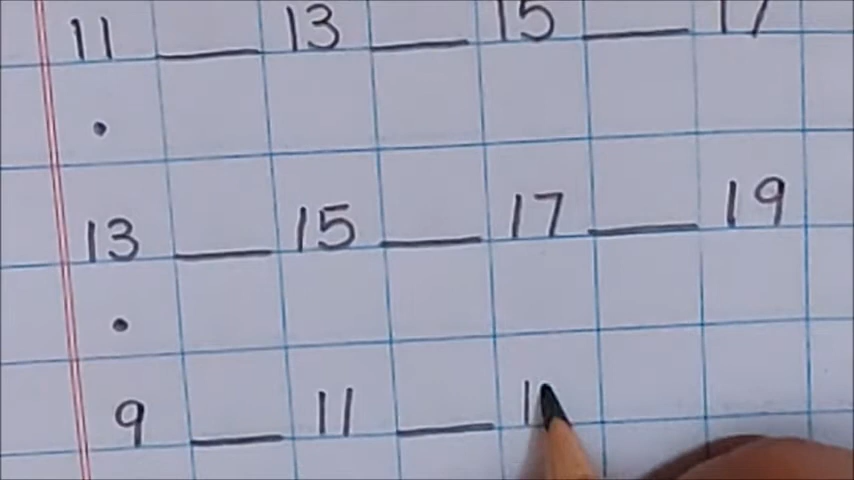 11 ___ 13 ___ 15 ___ 17
.
13 ___ 15 ___ 17 ___ 19
.
9 ___ 11 ___ 1